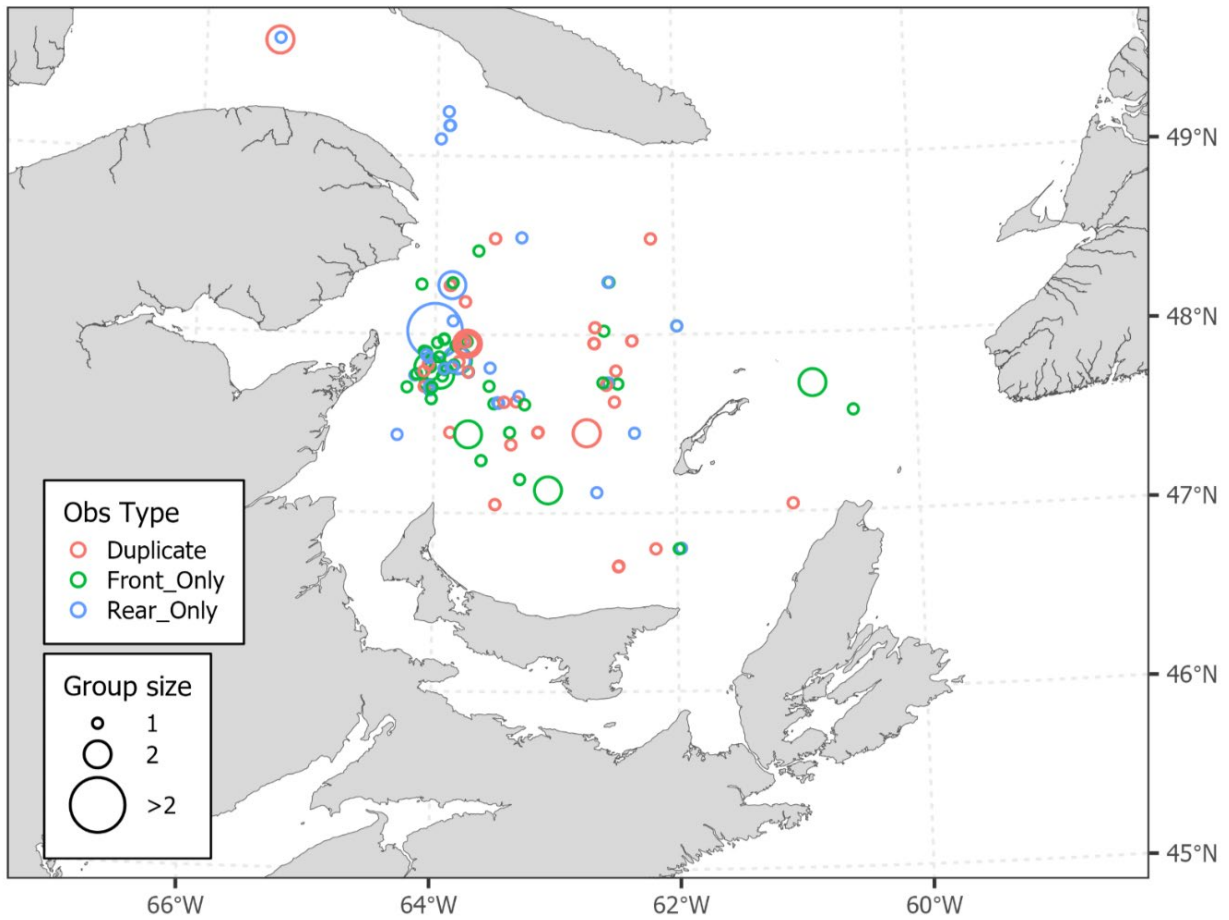 49°N
48°N
47°N
46°N
45°N
Obs Type
Duplicate
Front_Only
Rear_Only
Group size
1
2
>2
66°W
64°W
62°W
60°W